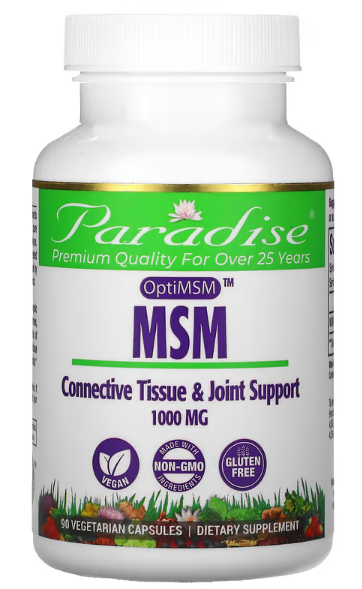 Paradise®
Premium Quality For Over 25 Years
OptiMSM™
MSM
Connective Tissue & Joint Support
1000 MG
VEGAN
MADE WITH
NON-GMO
INGREDIENTS
GLUTEN
FREE
90 VEGETARIAN CAPSULES | DIETARY SUPPLEMENT